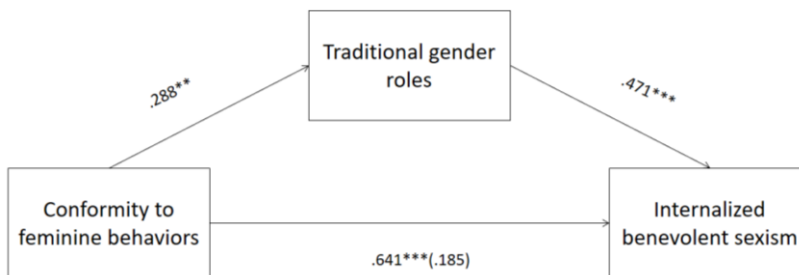 Traditional gender
roles
.288**
.471***
Conformity to
feminine behaviors
Internalized
benevolent sexism
.641***(.185)